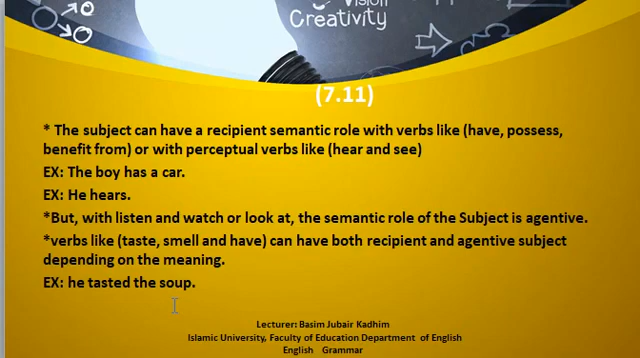 Vision
Creativity
(7.11)
* The subject can have a recipient semantic role with verbs like (have, possess,
benefit from) or with perceptual verbs like (hear and see)
EX: The boy has a car.
EX: He hears.
*But, with listen and watch or look at, the semantic role of the Subject is agentive.
*verbs like (taste, smell and have) can have both recipient and agentive subject
depending on the meaning.
EX: he tasted the soup.
Lecturer: Basim Jubair Kadhim
Islamic University, Faculty of Education Department of English
English Grammar